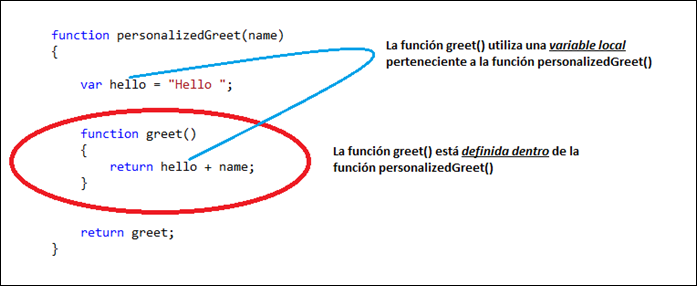 function personalizedGreet(name)
{
var hello = "Hello ";
function greet()
{
return hello + name;
}
return greet;
}
La función greet() utiliza una variable local
perteneciente a la función personalizedGreet()
La función greet() está definida dentro de la
función personalizedGreet()